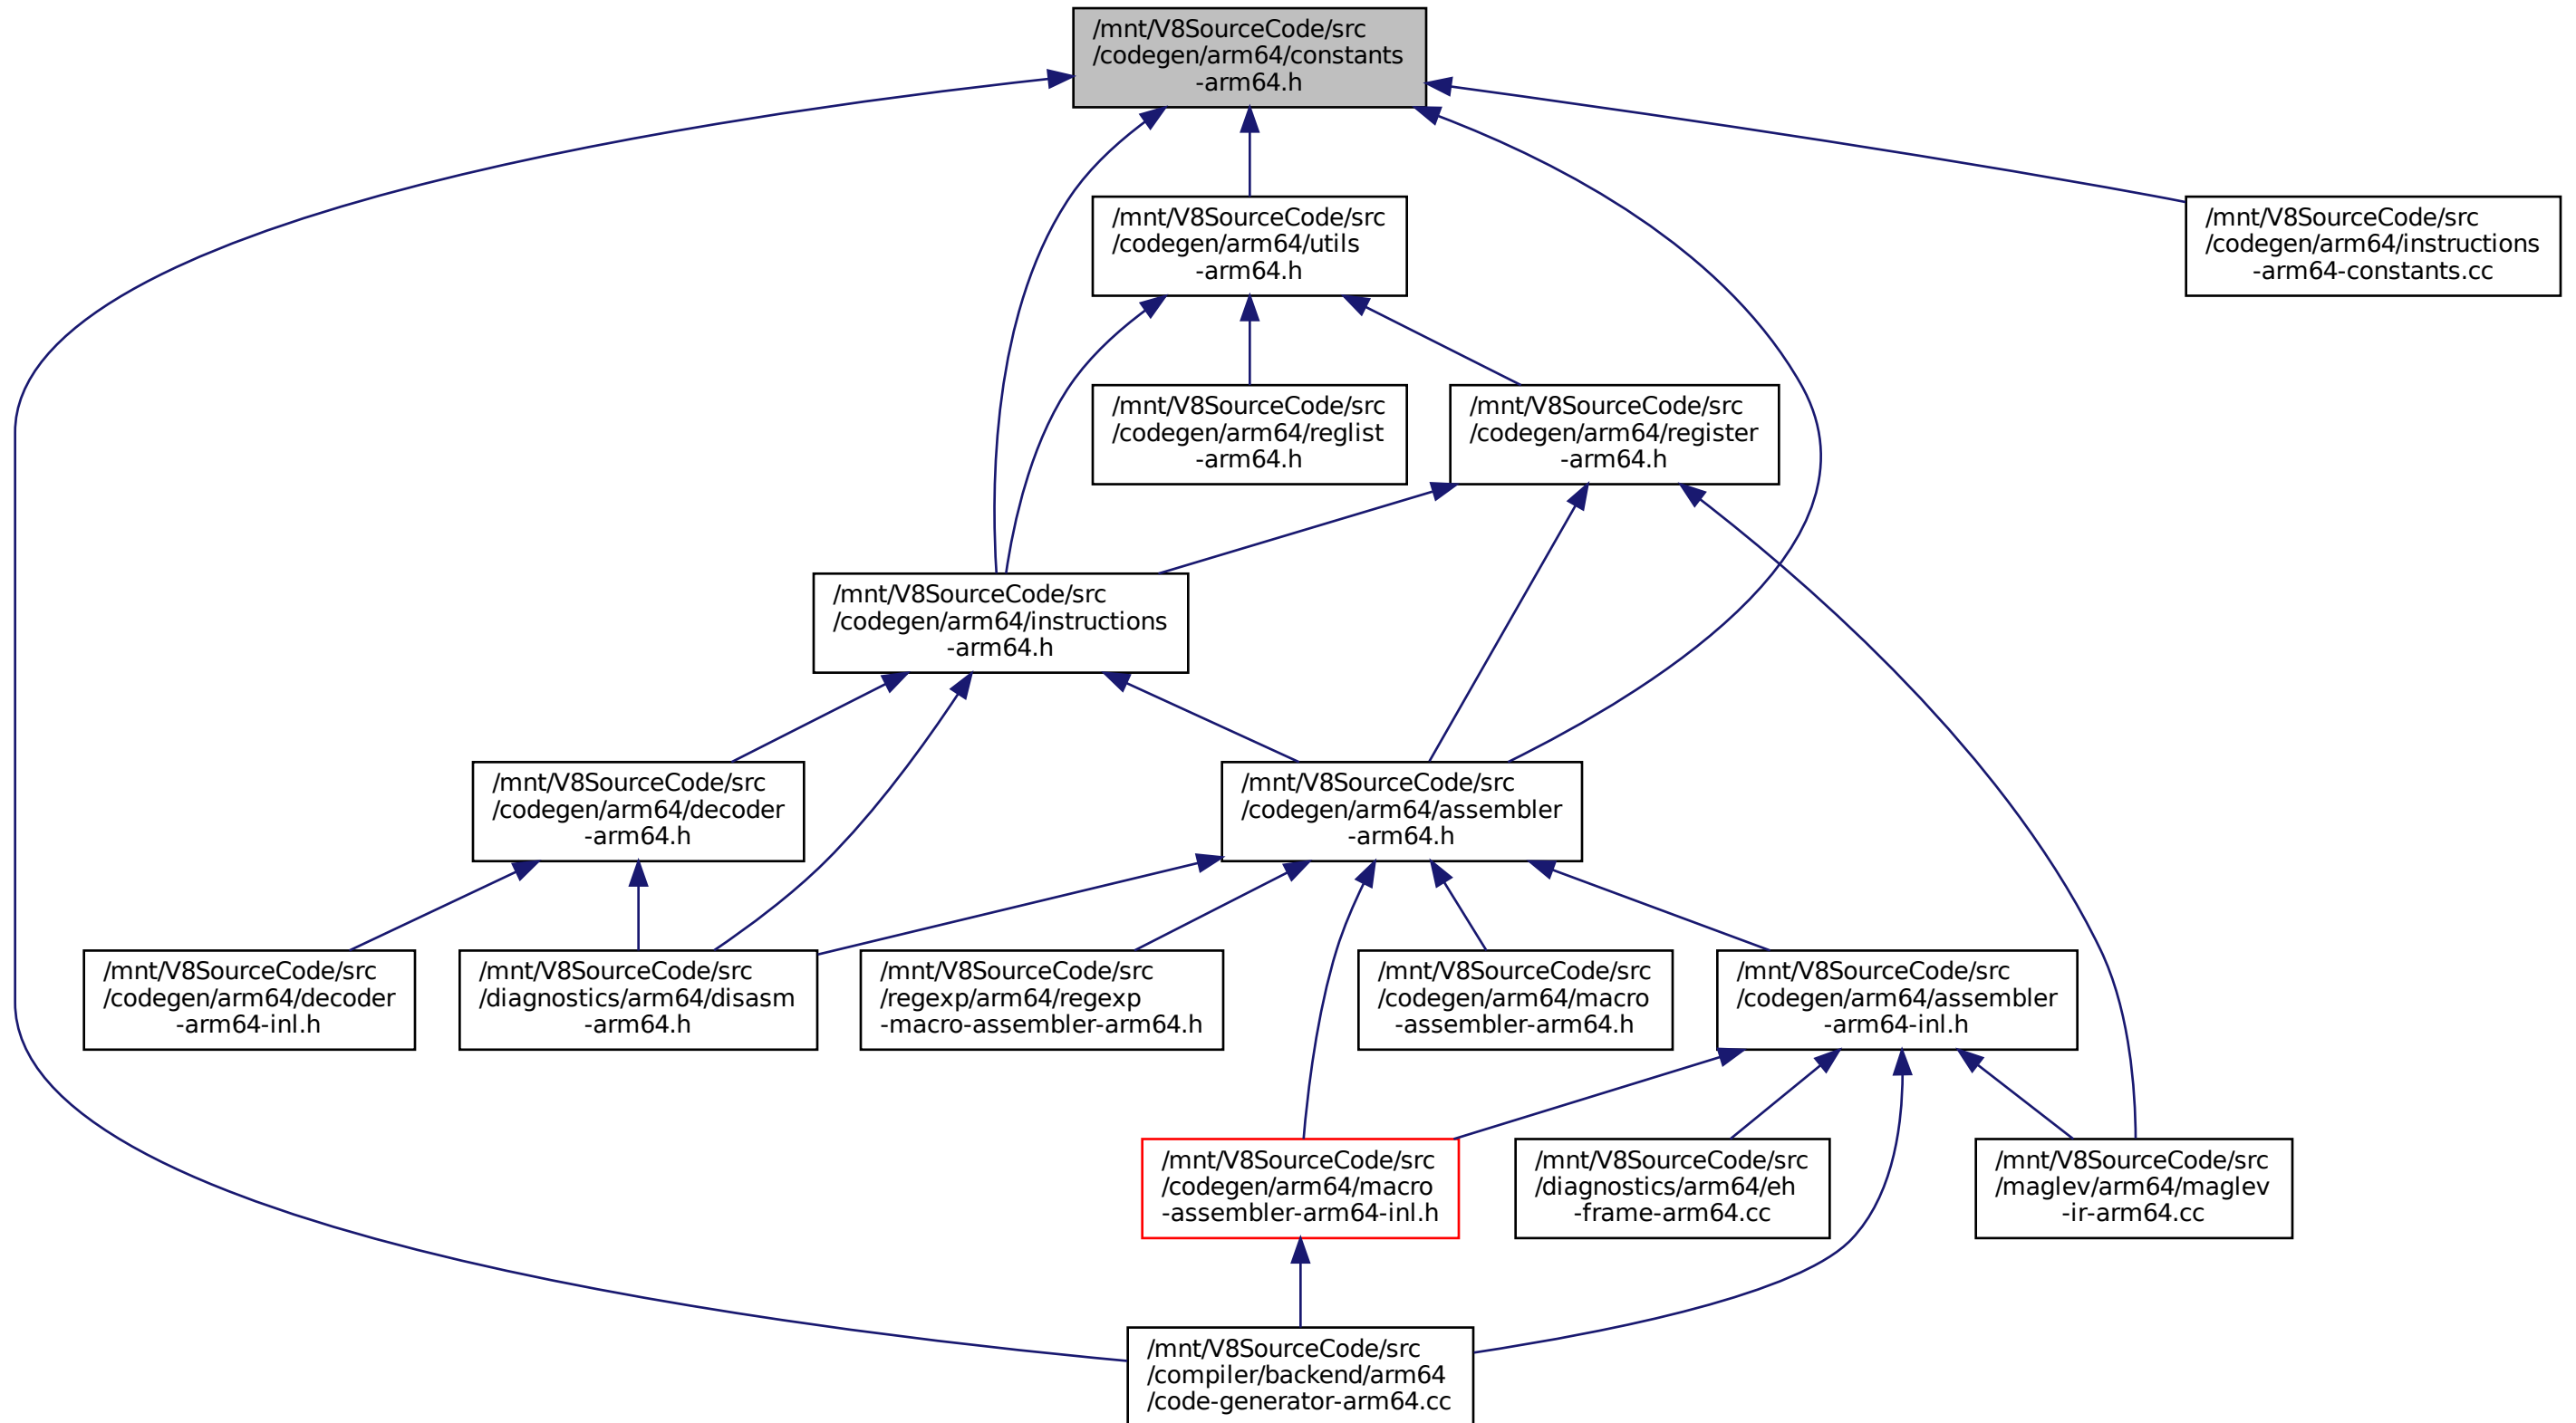 /mnt/V8SourceCode/src
/codegen/arm64/constants
-arm64.h
/mnt/V8SourceCode/src
/codegen/arm64/utils
-arm64.h
/mnt/V8SourceCode/src
/codegen/arm64/instructions
-arm64-constants.cc
/mnt/V8SourceCode/src
/codegen/arm64/reglist
-arm64.h
/mnt/V8SourceCode/src
/codegen/arm64/register
-arm64.h
/mnt/V8SourceCode/src
/codegen/arm64/instructions
-arm64.h
/mnt/V8SourceCode/src
/codegen/arm64/decoder
-arm64.h
/mnt/V8SourceCode/src
/codegen/arm64/assembler
-arm64.h
/mnt/V8SourceCode/src
/codegen/arm64/decoder
-arm64-inl.h
/mnt/V8SourceCode/src
/diagnostics/arm64/disasm
-arm64.h
/mnt/V8SourceCode/src
/regexp/arm64/regexp
-macro-assembler-arm64.h
/mnt/V8SourceCode/src
/codegen/arm64/macro
-assembler-arm64.h
/mnt/V8SourceCode/src
/codegen/arm64/assembler
-arm64-inl.h
/mnt/V8SourceCode/src
/codegen/arm64/macro
-assembler-arm64-inl.h
/mnt/V8SourceCode/src
/diagnostics/arm64/eh
-frame-arm64.cc
/mnt/V8SourceCode/src
/maglev/arm64/maglev
-ir-arm64.cc
/mnt/V8SourceCode/src
/compiler/backend/arm64
/code-generator-arm64.cc